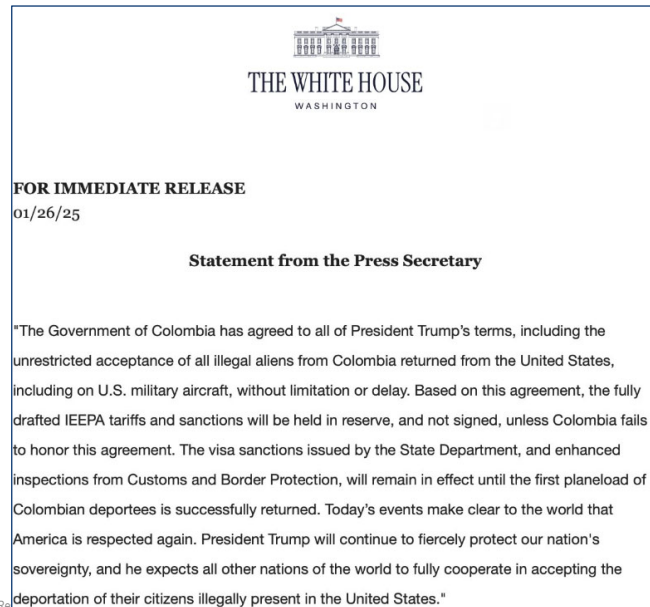 THE WHITE HOUSE
WASHINGTON
FOR IMMEDIATE RELEASE
01/26/25
Statement from the Press Secretary
"The Government of Colombia has agreed to all of President Trump's terms, including the
unrestricted acceptance of all illegal aliens from Colombia returned from the United States,
including on U.S. military aircraft, without limitation or delay. Based on this agreement, the fully
drafted IEEPA tariffs and sanctions will be held in reserve, and not signed, unless Colombia fails
to honor this agreement. The visa sanctions issued by the State Department, and enhanced
inspections from Customs and Border Protection, will remain in effect until the first planeload of
Colombian deportees is successfully returned. Today's events make clear to the world that
America is respected again. President Trump will continue to fiercely protect our nation's
sovereignty, and he expects all other nations of the world to fully cooperate in accepting the
deportation of their citizens illegally present in the United States."